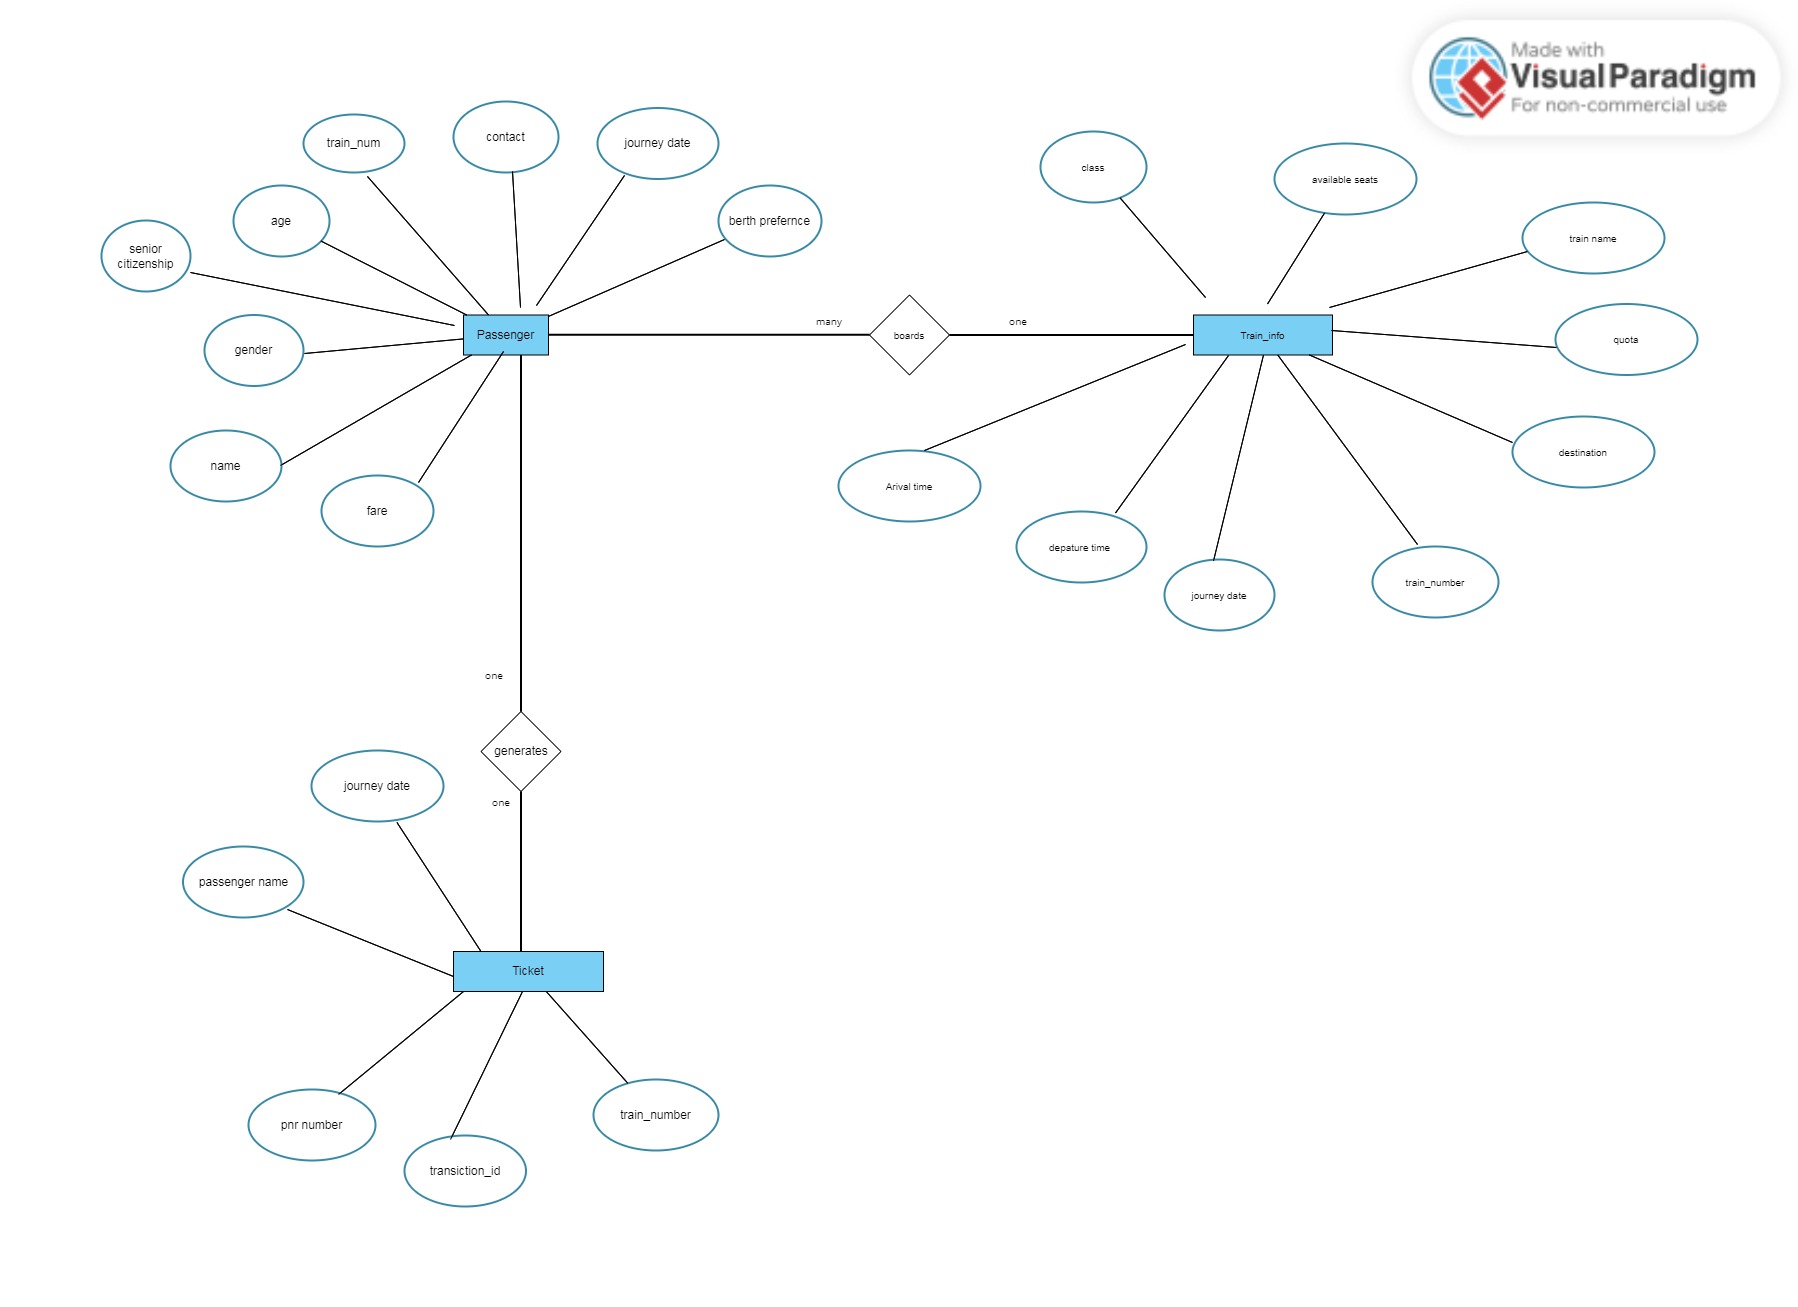 Made with
Visual Paradigm
For non-commercial use
train_num
contact
journey date
age
berth prefernce
senior
citizenship
gender
Passenger
name
fare
many
boards
one
class
available seats
train name
Train_info
quota
destination
Arival time
depature time
journey date
train_number
one
generates
one
journey date
passenger name
Ticket
pnr number
transiction_id
train_number